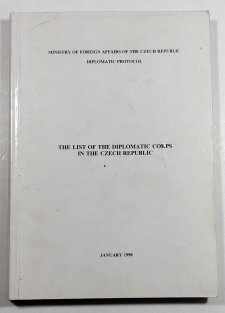 MINISTRY OF FOREIGN AFFAIRS OF THE CZECH REPUBLIC
DIPLOMATIC PROTOCOL
THE LIST OF THE DIPLOMATIC CORPS
IN THE CZECH REPUBLIC
JANUARY 1998